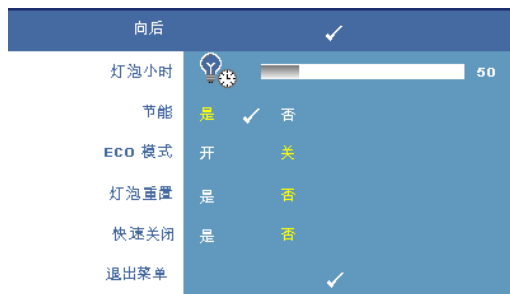 向后
灯泡小时 50
节能 是 否
ECO 模式 开 关
灯泡重置 是 否
快速关闭 是 否
退出菜单